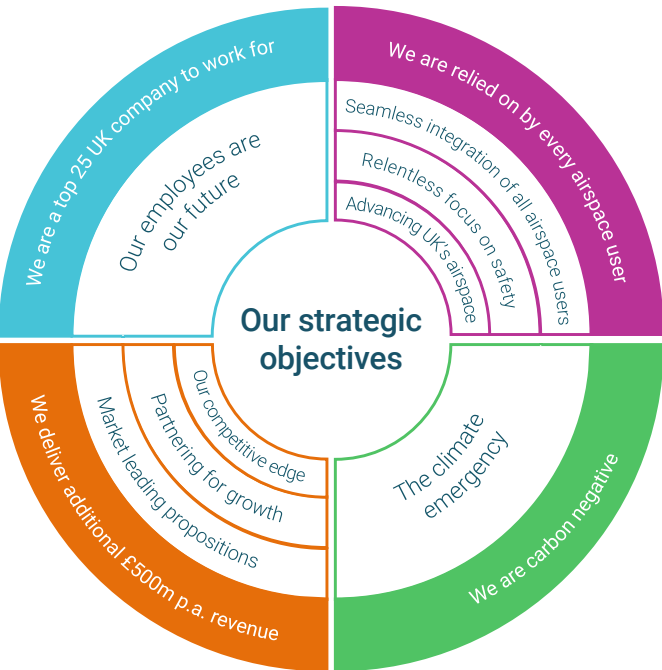 We are a top 25 UK company to work for
Our employees are
our future
We are relied on by every airspace user
Seamless integration of all airspace users
Relentless focus on safety
Advancing UK's airspace
Our strategic
objectives
Our competitive edge
Partnering for growth
Market leading propositions
We deliver additional £500m p.a. revenue
The climate
emergency
We are carbon negative